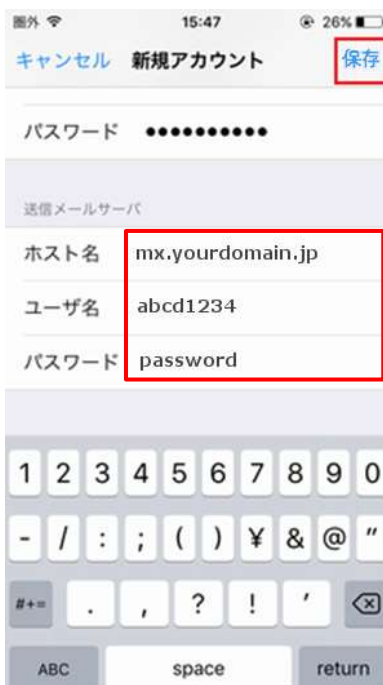 圏外 15:47 26%
キャンセル 新規アカウント 保存
パスワード ●●●●●●●●●●
送信メールサーバ
ホスト名 mx.yourdomain.jp
ユーザ名 abcd1234
パスワード password
1 2 3 4 5 6 7 8 9 0
- / : ; ( ) ¥ & @ "
#+= . , ? ! ’
ABC space return